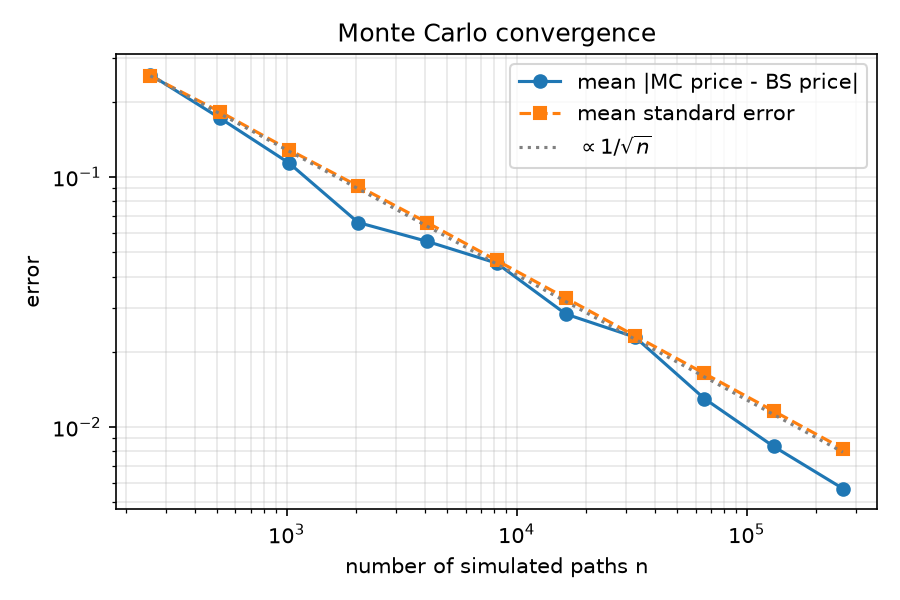 Monte Carlo convergence
mean |MC price - BS price|
mean standard error
∝ 1/√n
error
10⁻¹
10⁻²
10³
10⁴
10⁵
number of simulated paths n